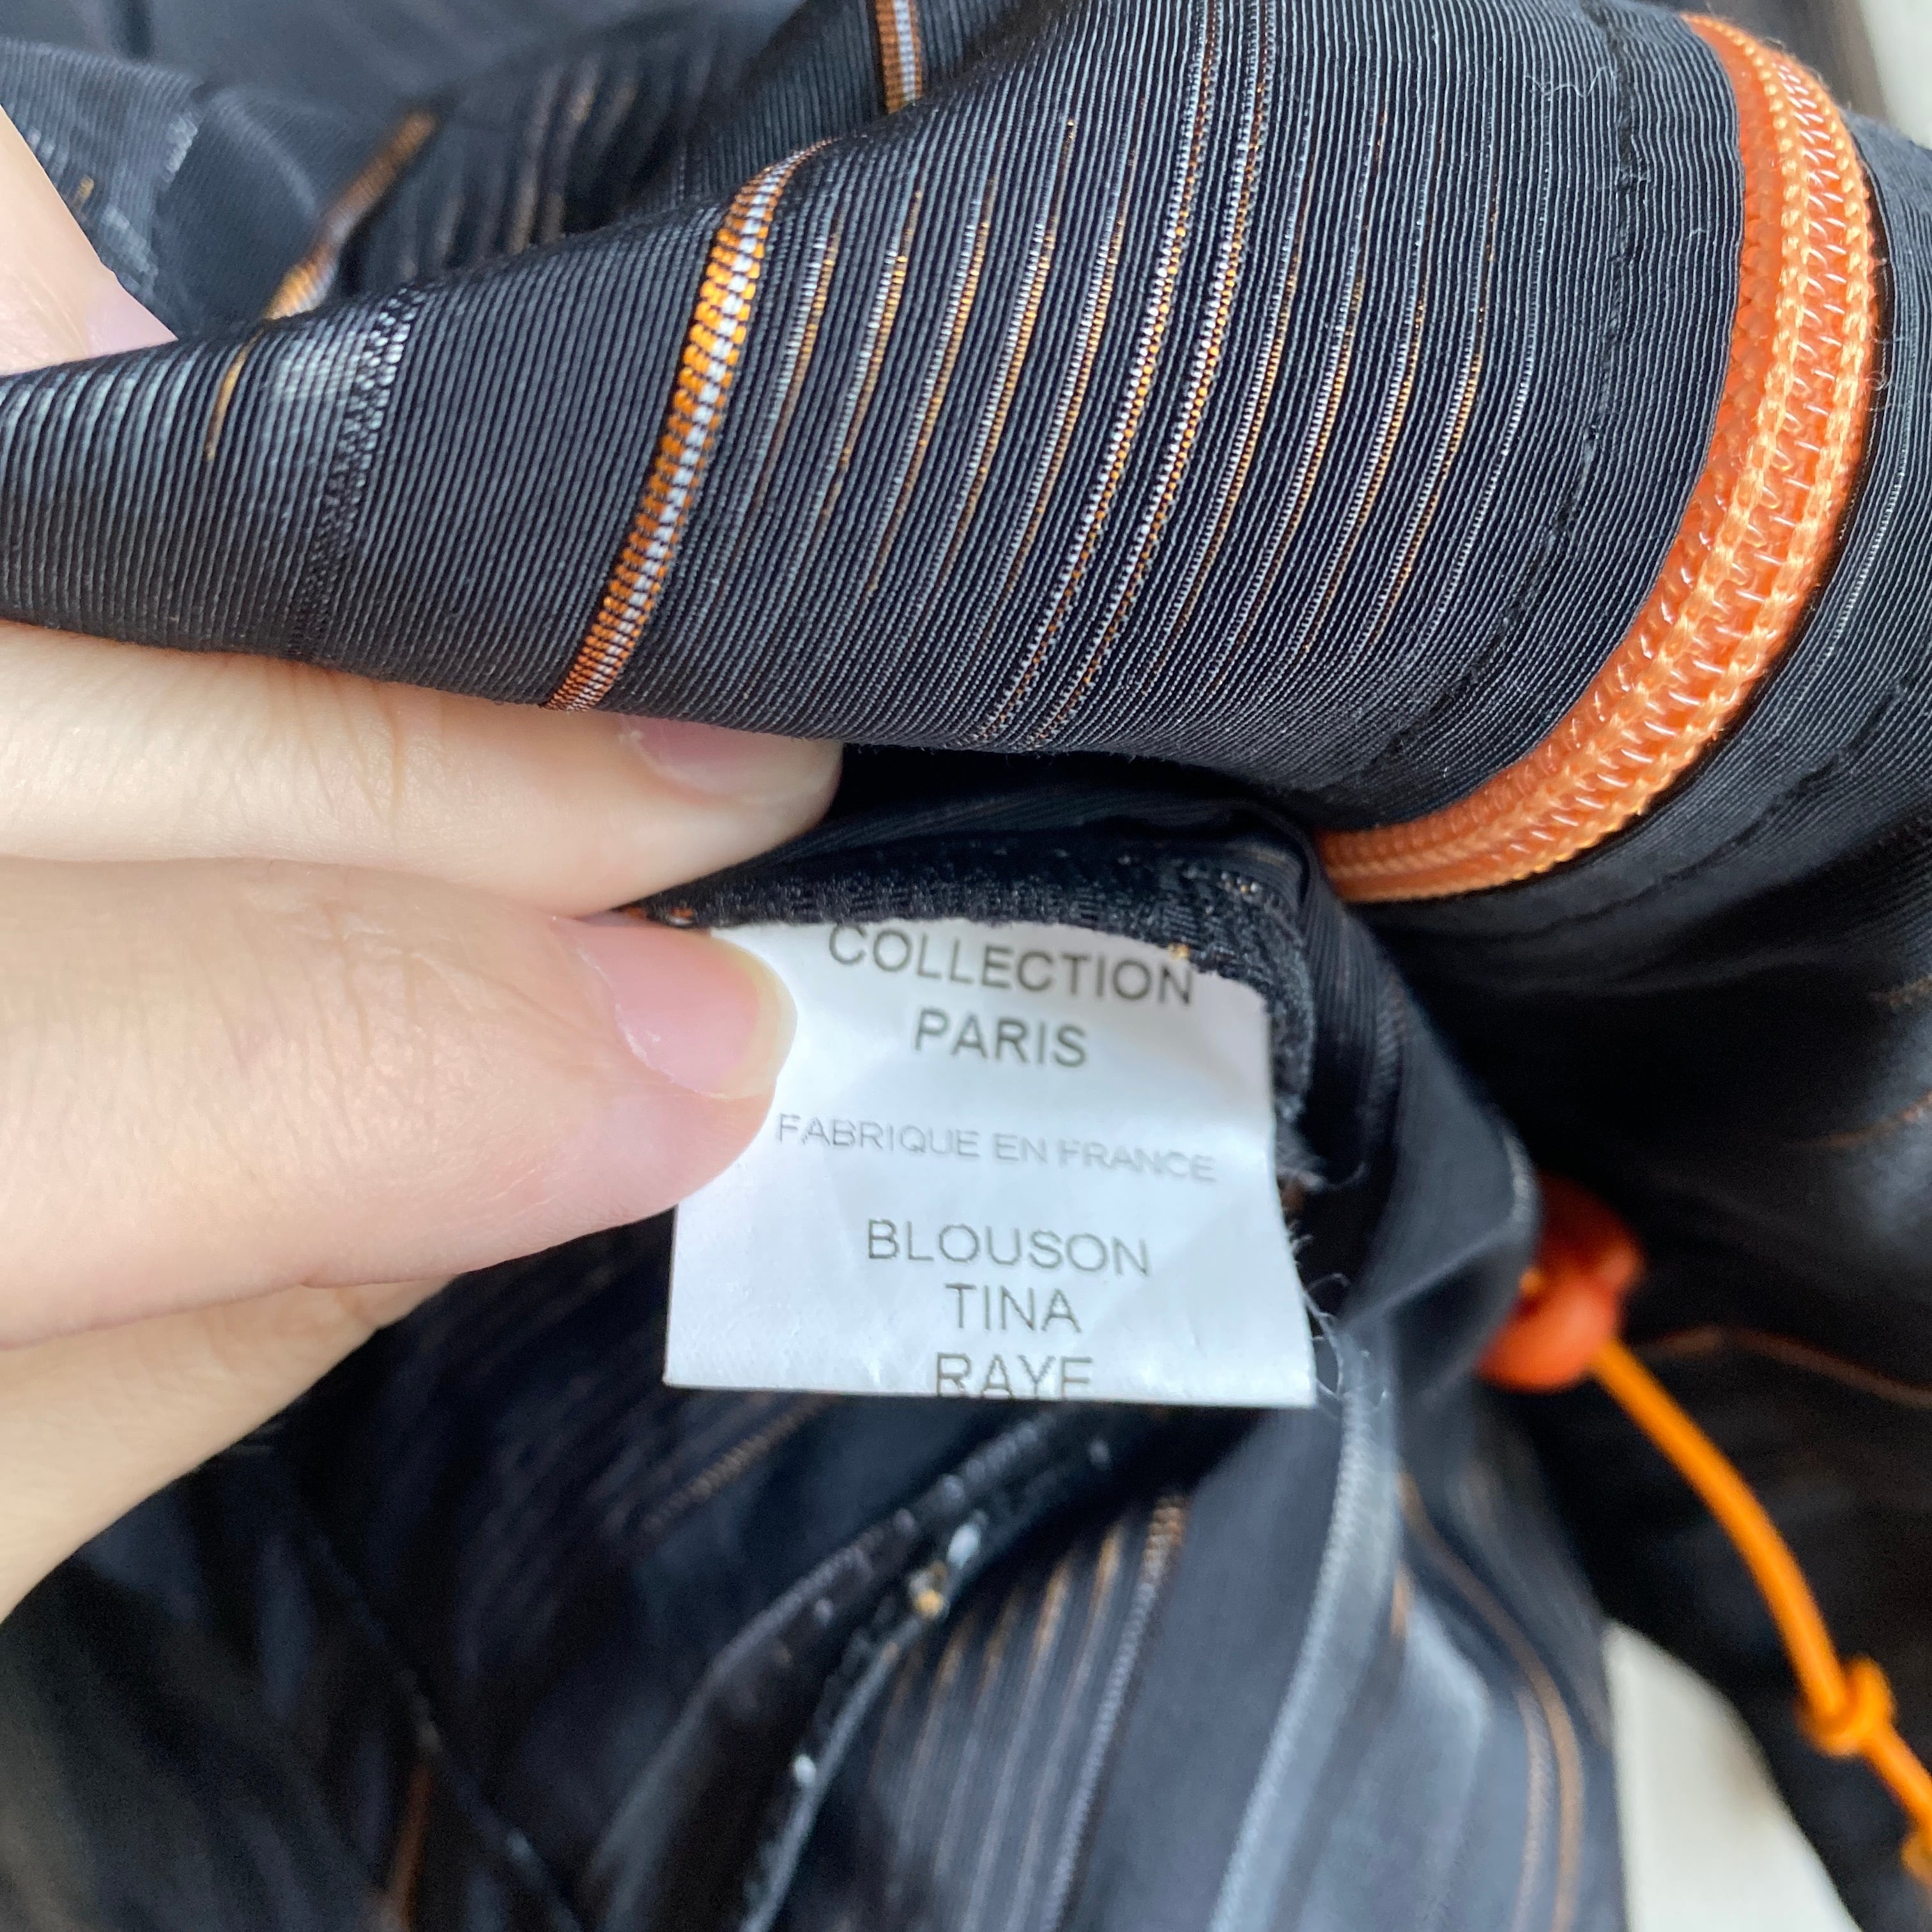 COLLECTION
PARIS
FABRIQUE EN FRANCE
BLOUSON
TINA
RAYE